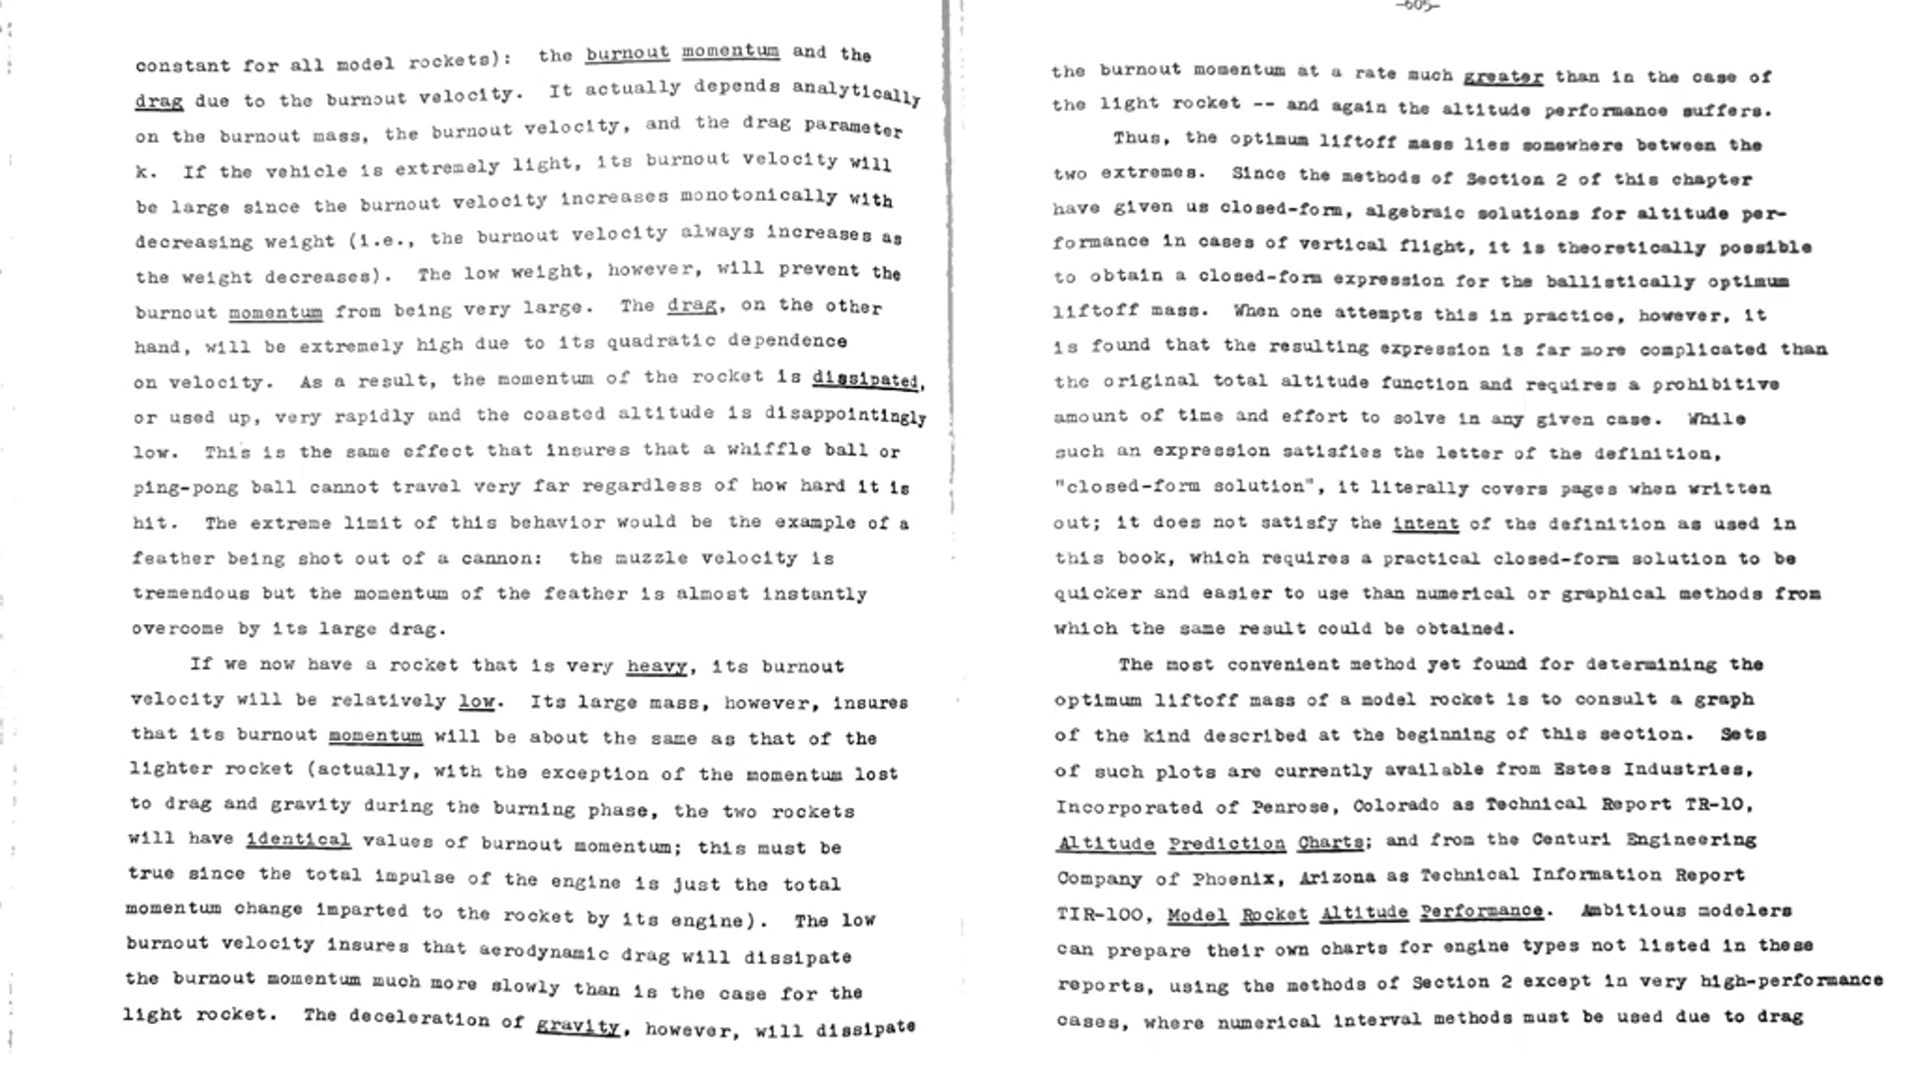 constant for all model rockets): the burnout momentum and the
drag due to the burnout velocity. It actually depends analytically
on the burnout mass, the burnout velocity, and the drag parameter
k. If the vehicle is extremely light, its burnout velocity will
be large since the burnout velocity increases monotonically with
decreasing weight (i.e., the burnout velocity always increases as
the weight decreases). The low weight, however, will prevent the
burnout momentum from being very large. The drag, on the other
hand, will be extremely high due to its quadratic dependence
on velocity. As a result, the momentum of the rocket is dissipated,
or used up, very rapidly and the coasted altitude is disappointingly
low. This is the same effect that insures that a whiffle ball or
ping-pong ball cannot travel very far regardless of how hard it is
hit. The extreme limit of this behavior would be the example of a
feather being shot out of a cannon: the muzzle velocity is
tremendous but the momentum of the feather is almost instantly
overcome by its large drag.
If we now have a rocket that is very heavy, its burnout
velocity will be relatively low. Its large mass, however, insures
that its burnout momentum will be about the same as that of the
lighter rocket (actually, with the exception of the momentum lost
to drag and gravity during the burning phase, the two rockets
will have identical values of burnout momentum; this must be
true since the total impulse of the engine is just the total
momentum change imparted to the rocket by its engine). The low
burnout velocity insures that aerodynamic drag will dissipate
the burnout momentum much more slowly than is the case for the
light rocket. The deceleration of gravity, however, will dissipate
-605-
the burnout momentum at a rate much greater than in the case of
the light rocket -- and again the altitude performance suffers.
Thus, the optimum liftoff mass lies somewhere between the
two extremes. Since the methods of Section 2 of this chapter
have given us closed-form, algebraic solutions for altitude per-
formance in cases of vertical flight, it is theoretically possible
to obtain a closed-form expression for the ballistically optimum
liftoff mass. When one attempts this in practice, however, it
is found that the resulting expression is far more complicated than
the original total altitude function and requires a prohibitive
amount of time and effort to solve in any given case. While
such an expression satisfies the letter of the definition,
"closed-form solution", it literally covers pages when written
out; it does not satisfy the intent of the definition as used in
this book, which requires a practical closed-form solution to be
quicker and easier to use than numerical or graphical methods from
which the same result could be obtained.
The most convenient method yet found for determining the
optimum liftoff mass of a model rocket is to consult a graph
of the kind described at the beginning of this section. Sets
of such plots are currently available from Estes Industries,
Incorporated of Penrose, Colorado as Technical Report TR-10,
Altitude Prediction Charts; and from the Centuri Engineering
Company of Phoenix, Arizona as Technical Information Report
TIR-100, Model Rocket Altitude Performance. Ambitious modelers
can prepare their own charts for engine types not listed in these
reports, using the methods of Section 2 except in very high-performance
cases, where numerical interval methods must be used due to drag